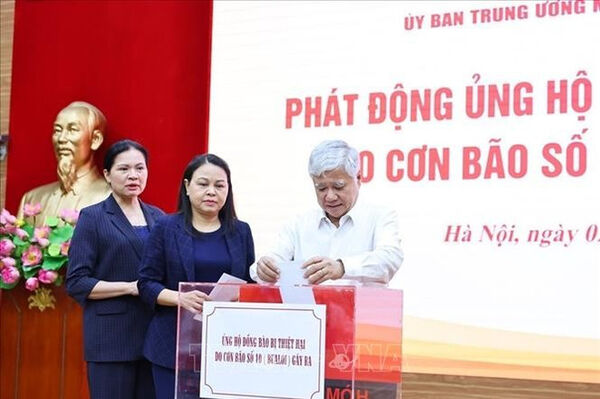 ỦY BAN TRUNG ƯƠNG M
PHÁT ĐỘNG ỦNG HỘ
O CƠN BÃO SỐ
Hà Nội, ngày 0
ỦNG HỘ ĐỒNG BÀO BỊ THIỆT HẠI
DO CƠN BÃO SỐ 10 ( BUALOI ) GÂY RA